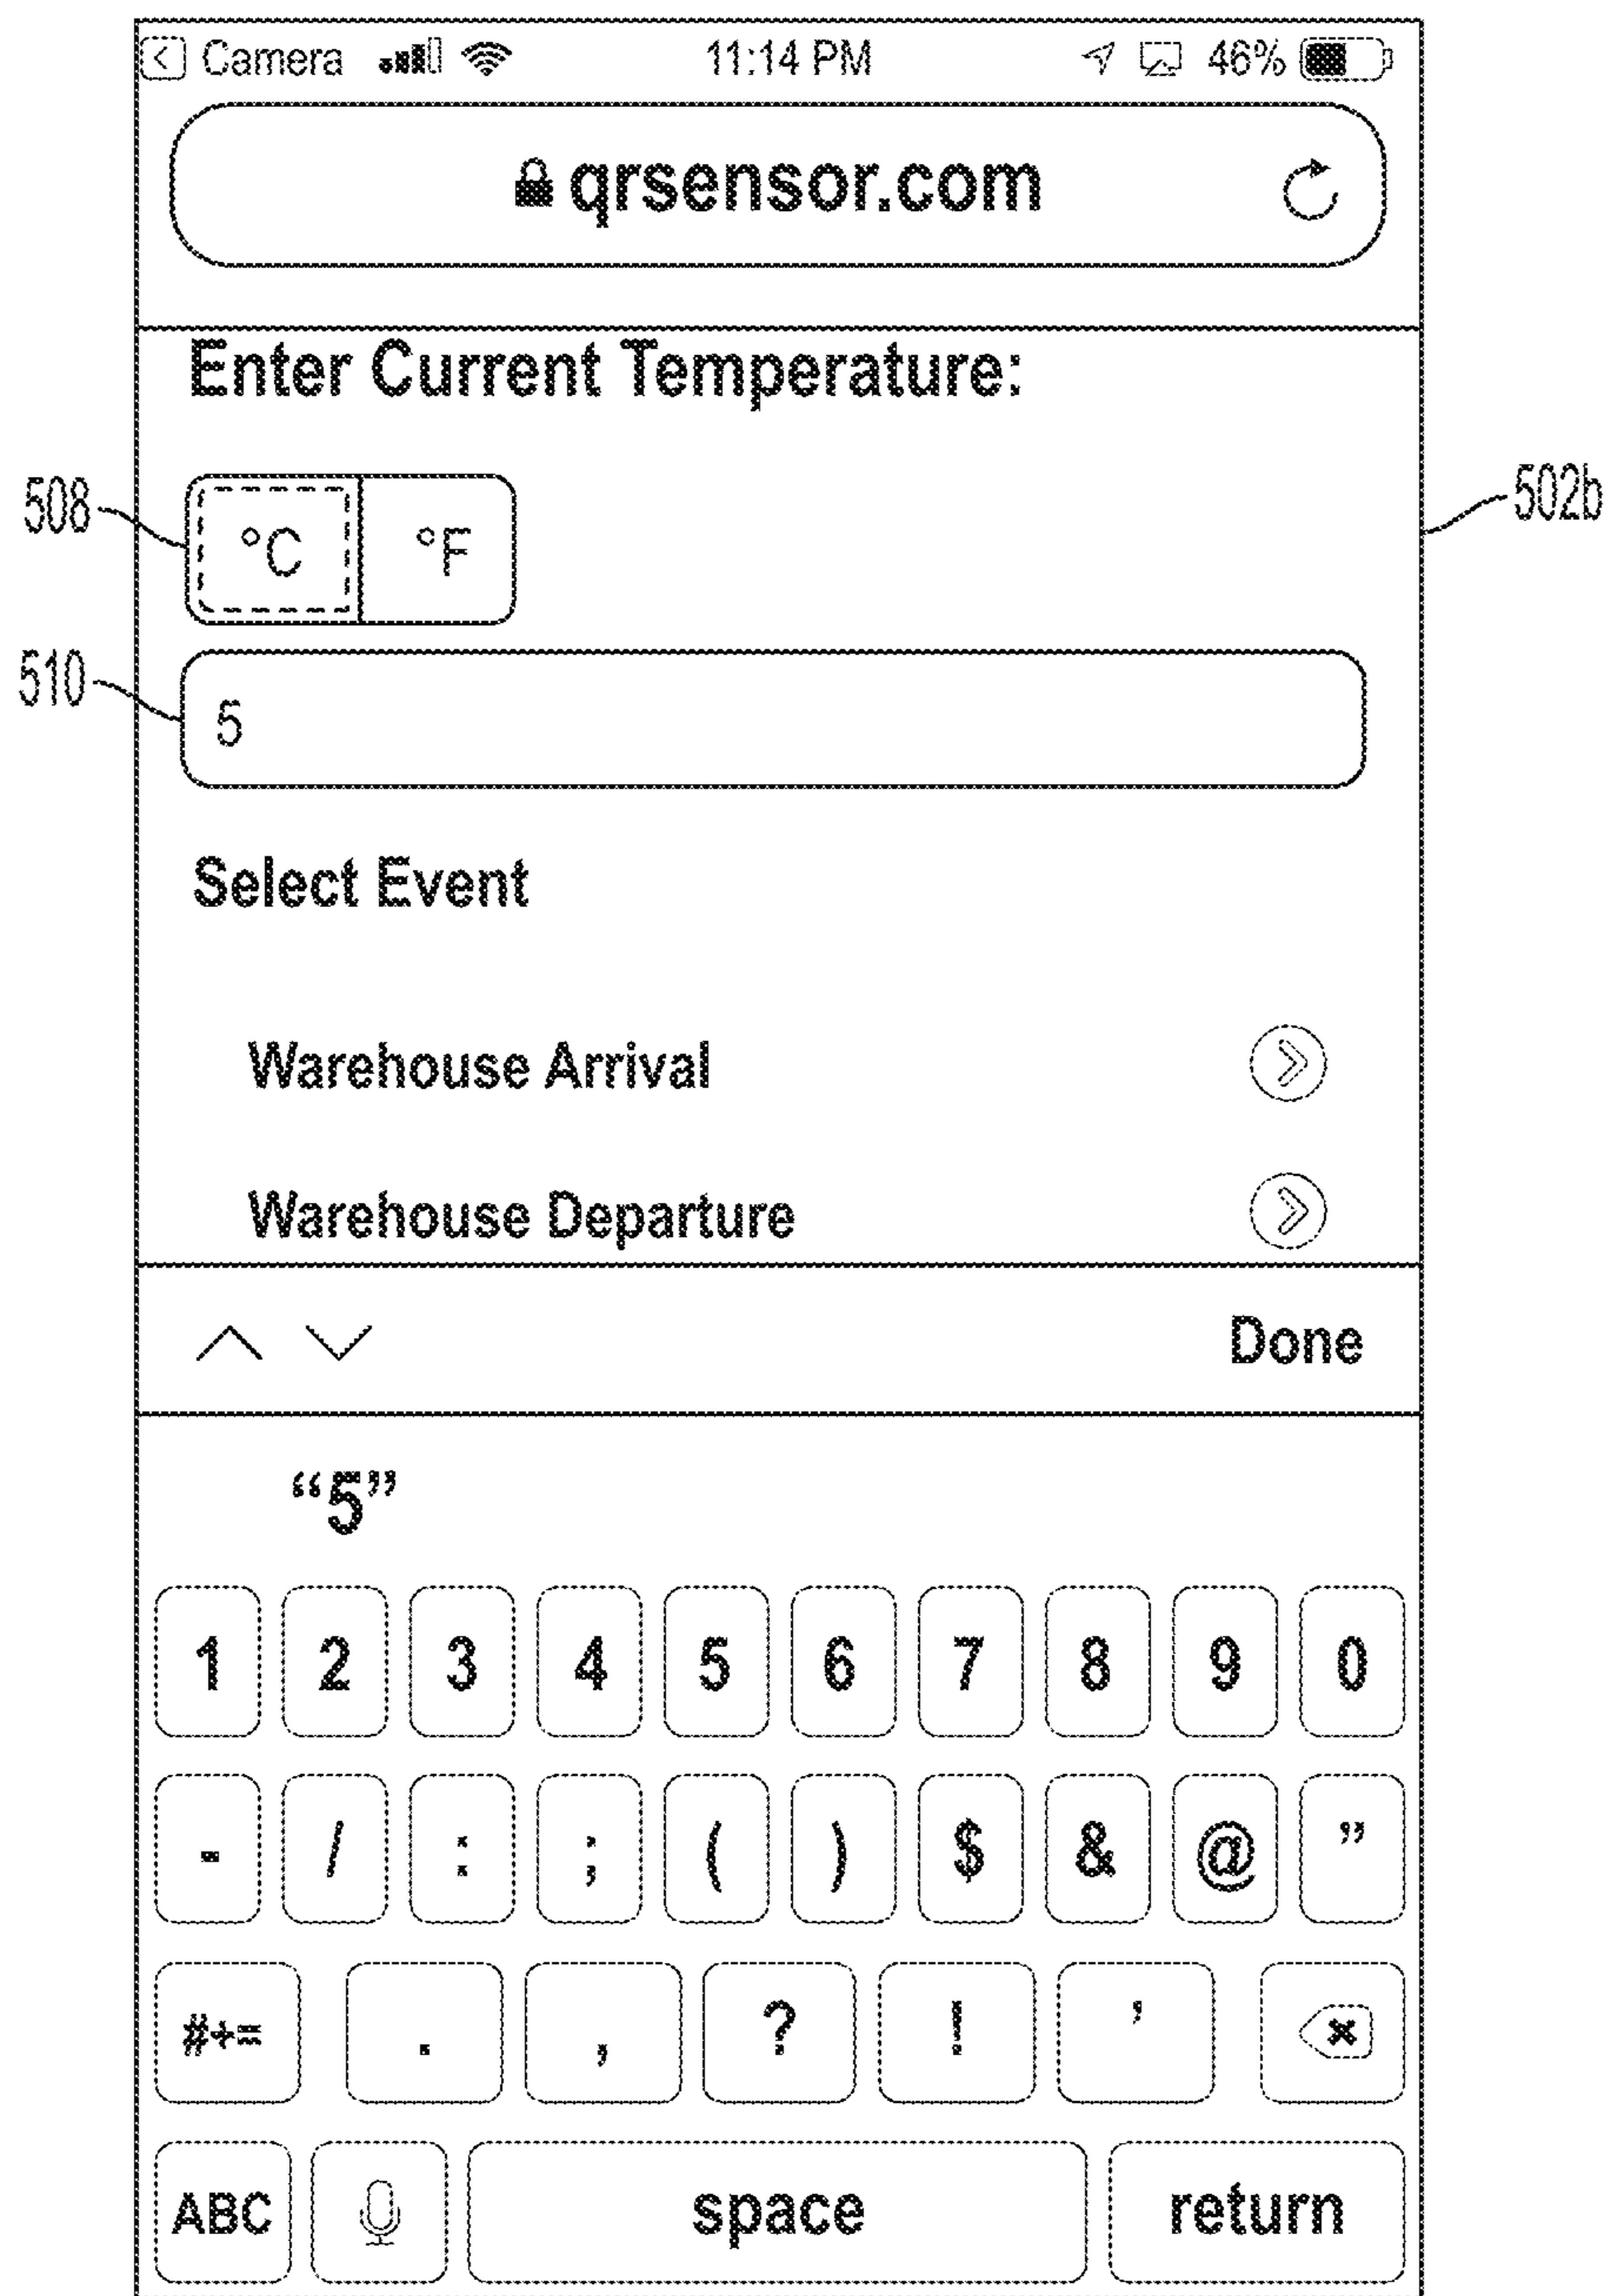 Camera 11:14 PM 46%
qrsensor.com
Enter Current Temperature:
508 °C °F 502b
510 5
Select Event
Warehouse Arrival
Warehouse Departure
Done
“5”
1 2 3 4 5 6 7 8 9 0
- / : ; ( ) $ & @ ”
#+= . , ? ! ’
ABC space return